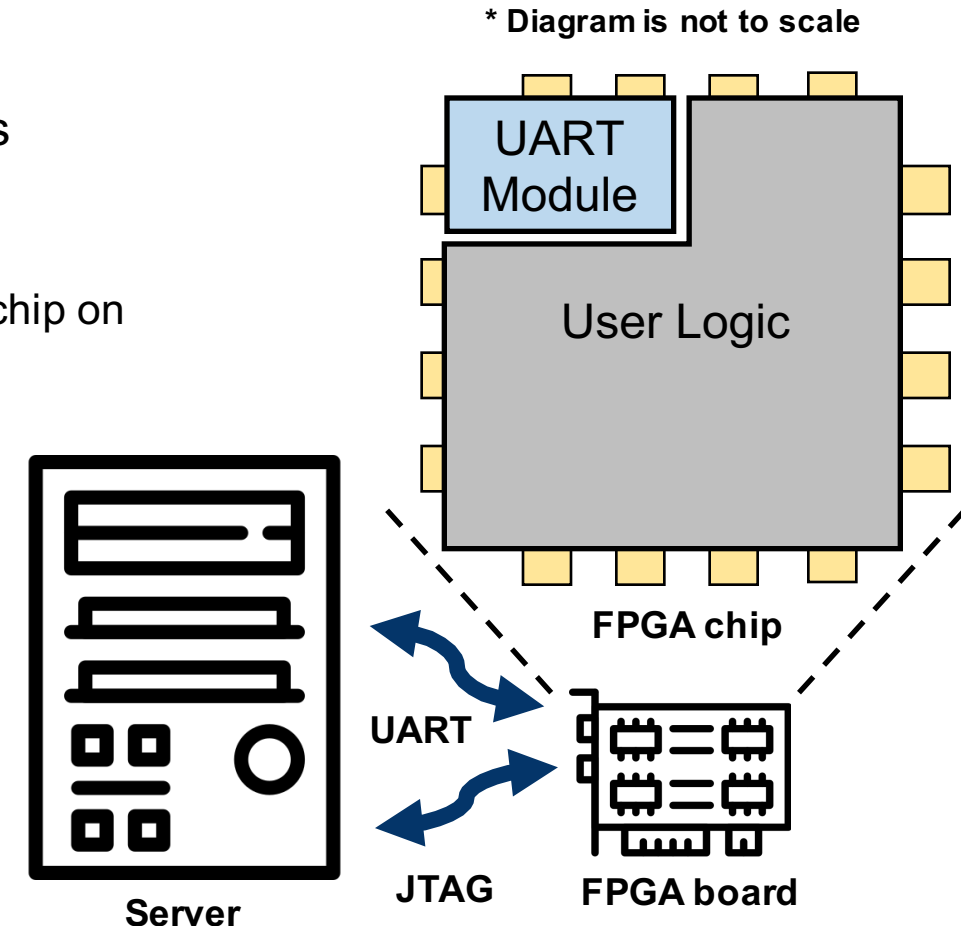 * Diagram is not to scale
s
UART
Module
chip on
User Logic
FPGA chip
UART
JTAG
FPGA board
Server